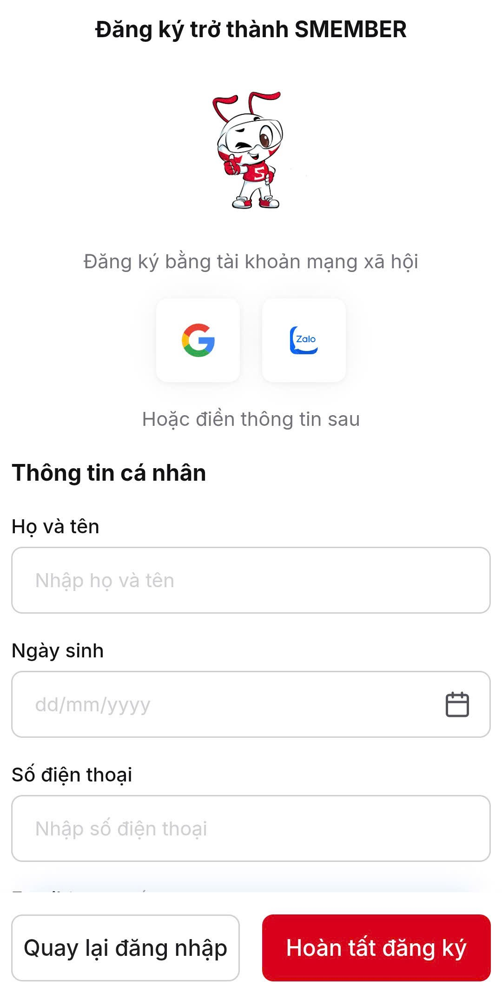 Đăng ký trở thành SMEMBER
S
Đăng ký bằng tài khoản mạng xã hội
Zalo
Hoặc điền thông tin sau
Thông tin cá nhân
Họ và tên
Nhập họ và tên
Ngày sinh
dd/mm/yyyy
Số điện thoại
Nhập số điện thoại
Quay lại đăng nhập
Hoàn tất đăng ký